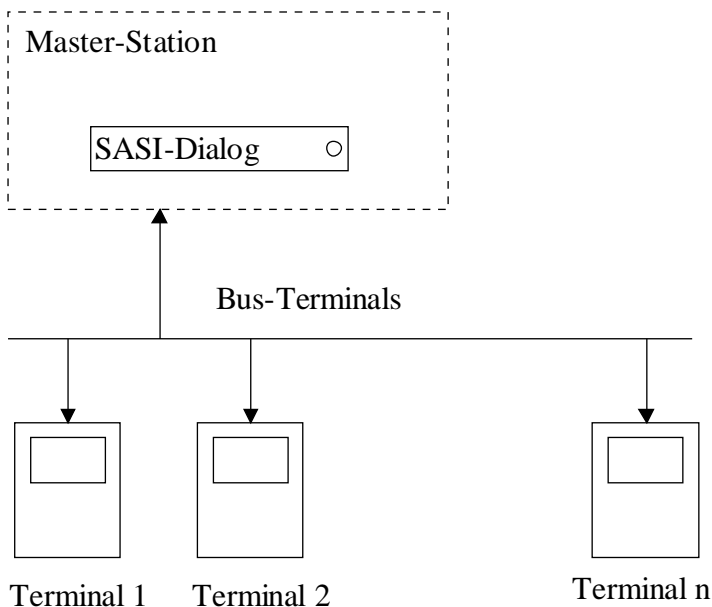 Master-Station
SASI-Dialog
Bus-Terminals
Terminal 1
Terminal 2
Terminal n